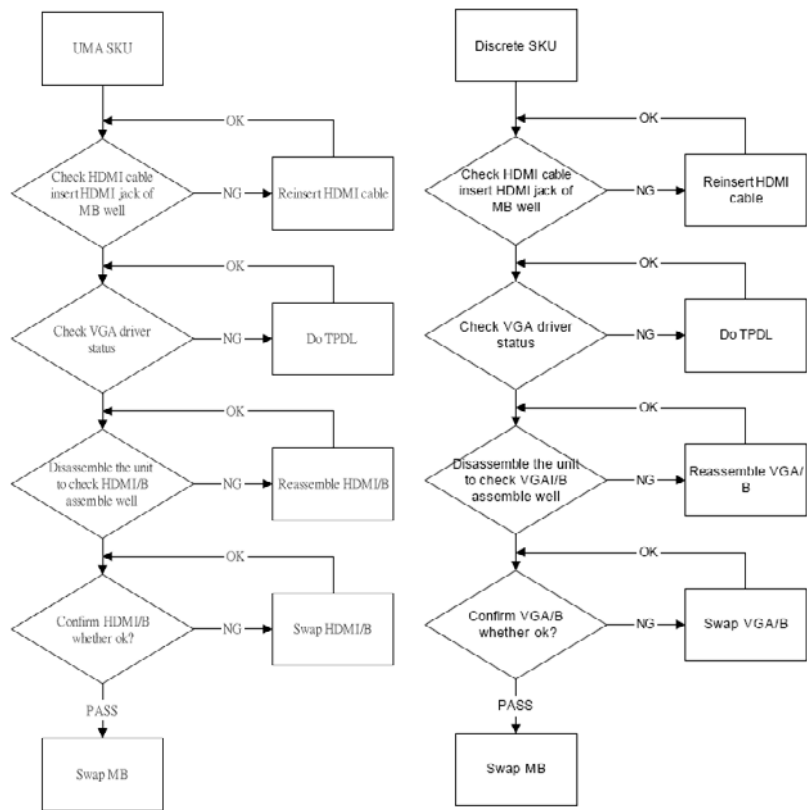 UMA SKU
OK
Check HDMI cable
insert HDMI jack of
MB well
NG
Reinsert HDMI cable
OK
Check VGA driver
status
NG
Do TPDL
OK
Disassemble the unit
to check HDMI/B
assemble well
NG
Reassemble HDMI/B
OK
Confirm HDMI/B
whether ok?
NG
Swap HDMI/B
PASS
Swap MB
Discrete SKU
OK
Check HDMI cable
insert HDMI jack of
MB well
NG
Reinsert HDMI
cable
OK
Check VGA driver
status
NG
Do TPDL
OK
Disassemble the unit
to check VGAI/B
assemble well
NG
Reassemble VGA/
B
OK
Confirm VGA/B
whether ok?
NG
Swap VGA/B
PASS
Swap MB